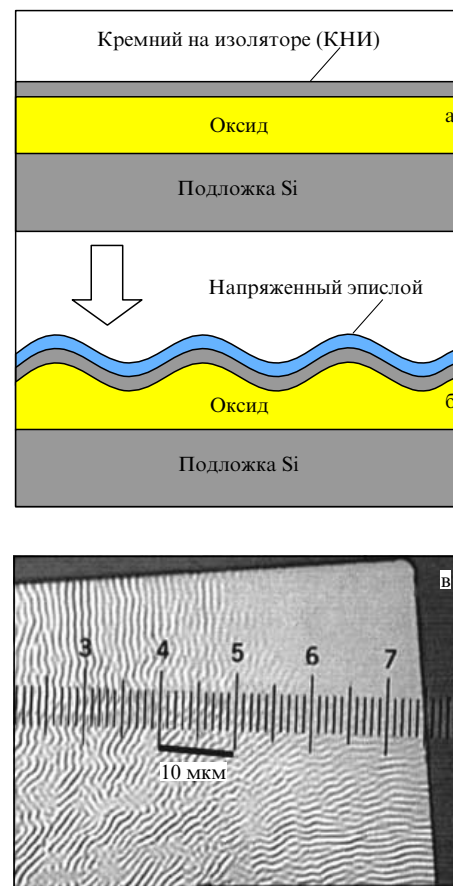 Кремний на изоляторе (КНИ)
а
Оксид
Подложка Si
Напряженный эпислой
б
Оксид
Подложка Si
в
3 4 5 6 7
10 мкм